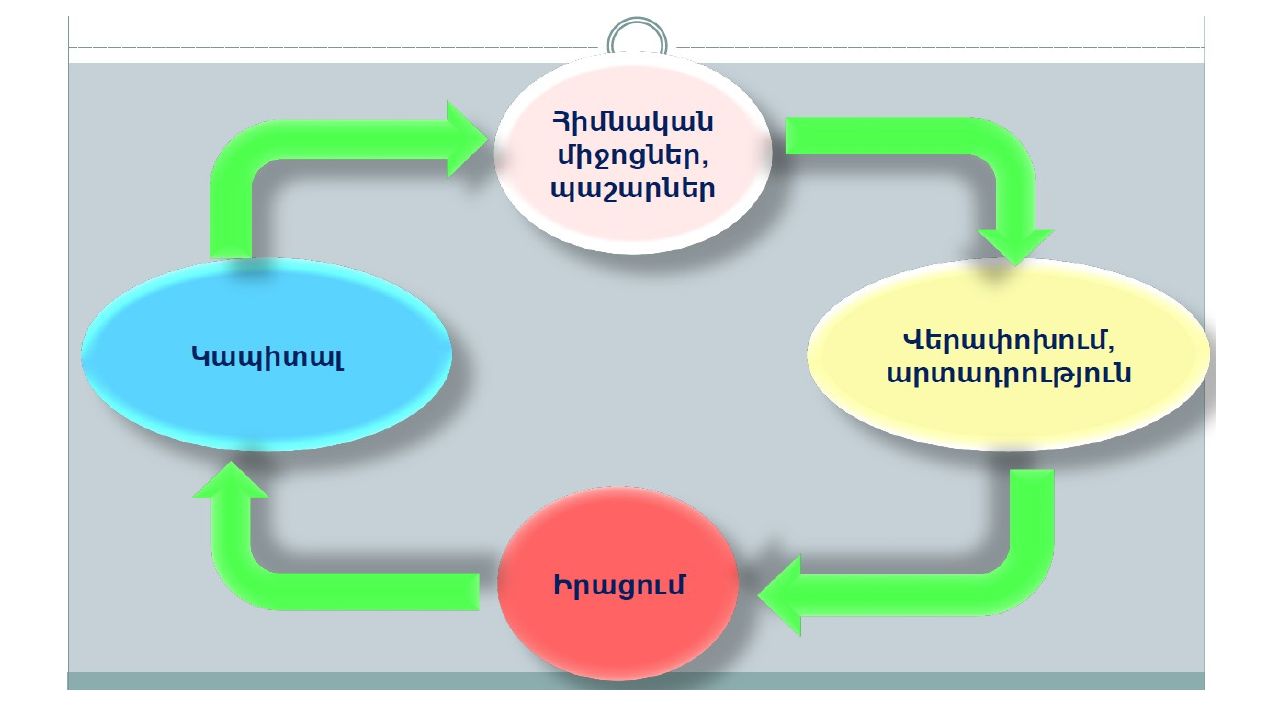 Հիմնական
միջոցներ,
պաշարներ
Վերափոխում,
արտադրություն
Իրացում
Կապիտալ